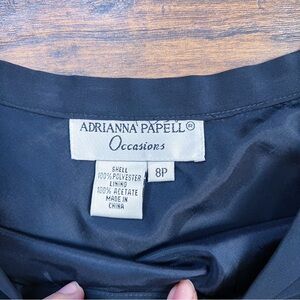 ADRIANNA PAPELL®
Occasions
8P
SHELL
100% POLYESTER
LINING
100% ACETATE
MADE IN
CHINA